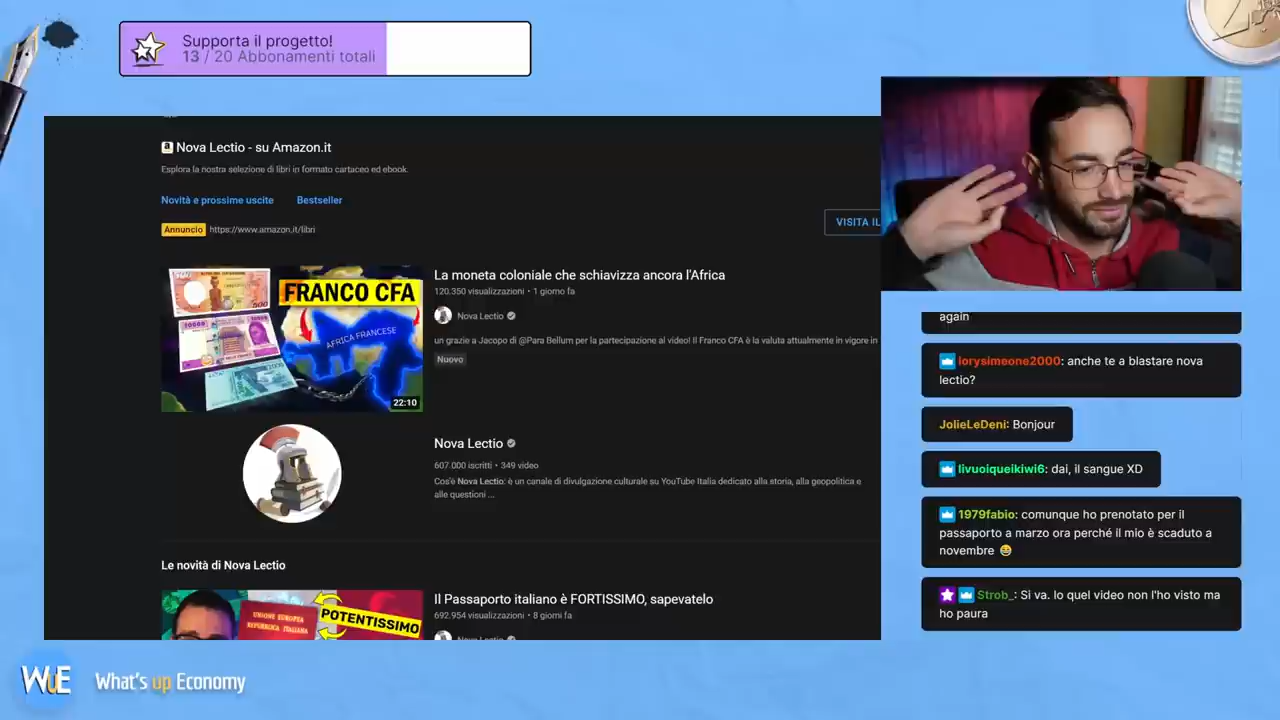 Supporta il progetto!
13 / 20 Abbonamenti totali
Nova Lectio - su Amazon.it
Esplora la nostra selezione di libri in formato cartaceo ed ebook.
Novità e prossime uscite
Bestseller
Annuncio
https://www.amazon.it/libri
VISITA IL
FRANCO CFA
AFRICA FRANCESE
500
10000
22:10
La moneta coloniale che schiavizza ancora l'Africa
120.350 visualizzazioni • 1 giorno fa
Nova Lectio
un grazie a Jacopo di @Para Bellum per la partecipazione al video! Il Franco CFA è la valuta attualmente in vigore in
Nuovo
Nova Lectio
607.000 iscritti • 349 video
Cos'è Nova Lectio: è un canale di divulgazione culturale su YouTube Italia dedicato alla storia, alla geopolitica e
alle questioni ...
Le novità di Nova Lectio
UNIONE EUROPEA
REPUBBLICA ITALIANA
POTENTISSIMO
Il Passaporto italiano è FORTISSIMO, sapevatelo
692.954 visualizzazioni • 8 giorni fa
Nova Lectio
again
lorysimeone2000: anche te a blastare nova
lectio?
JolieLeDeni: Bonjour
livuoiqueikiwi6: dai, il sangue XD
1979fabio: comunque ho prenotato per il
passaporto a marzo ora perché il mio è scaduto a
novembre 😅
Strob_: Si va. lo quel video non l'ho visto ma
ho paura
WuE
What's up Economy